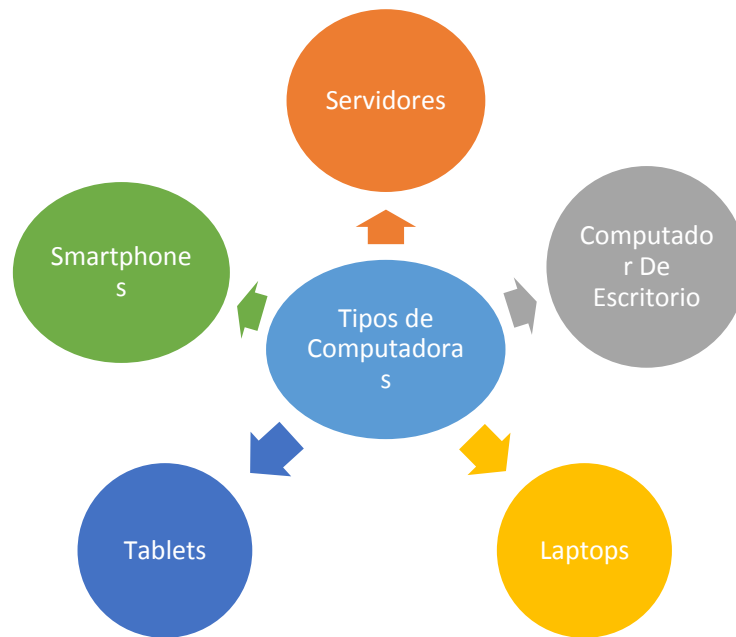 Servidores
Smartphone
s
Computado
r De
Escritorio
Tipos de
Computadora
s
Tablets
Laptops